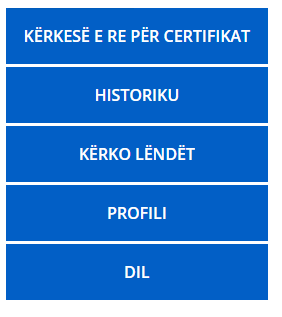 KËRKESË E RE PËR CERTIFIKAT
HISTORIKU
KËRKO LËNDËT
PROFILI
DIL